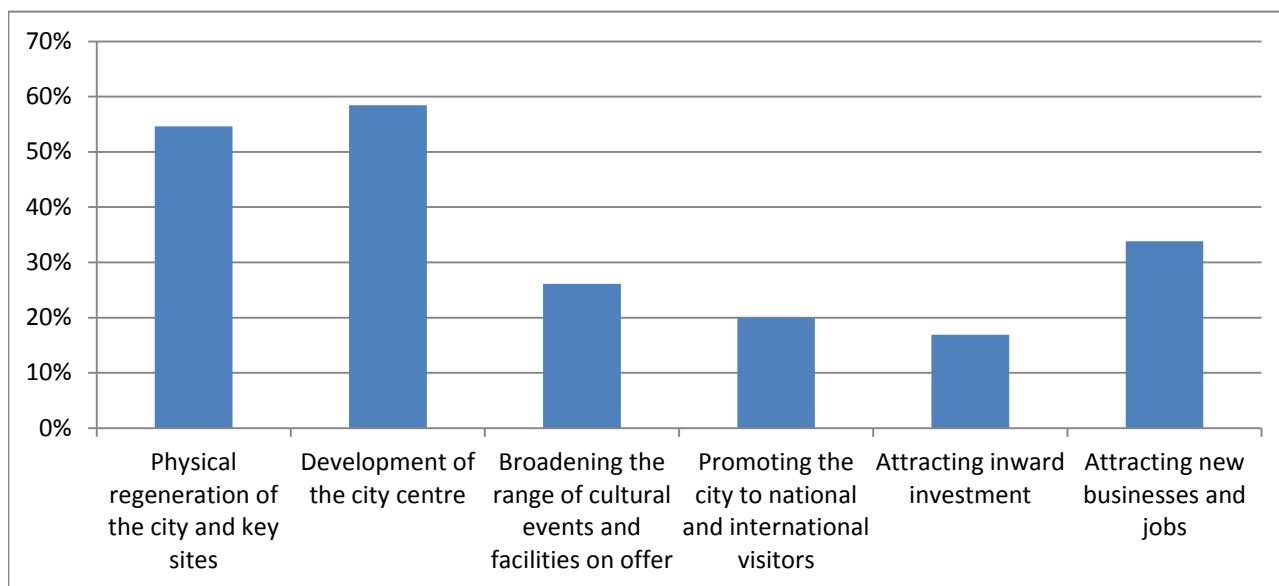 70%
60%
50%
40%
30%
20%
10%
0%
Physical
regeneration of
the city and key
sites
Development of
the city centre
Broadening the
range of cultural
events and
facilities on offer
Promoting the
city to national
and international
visitors
Attracting inward
investment
Attracting new
businesses and
jobs